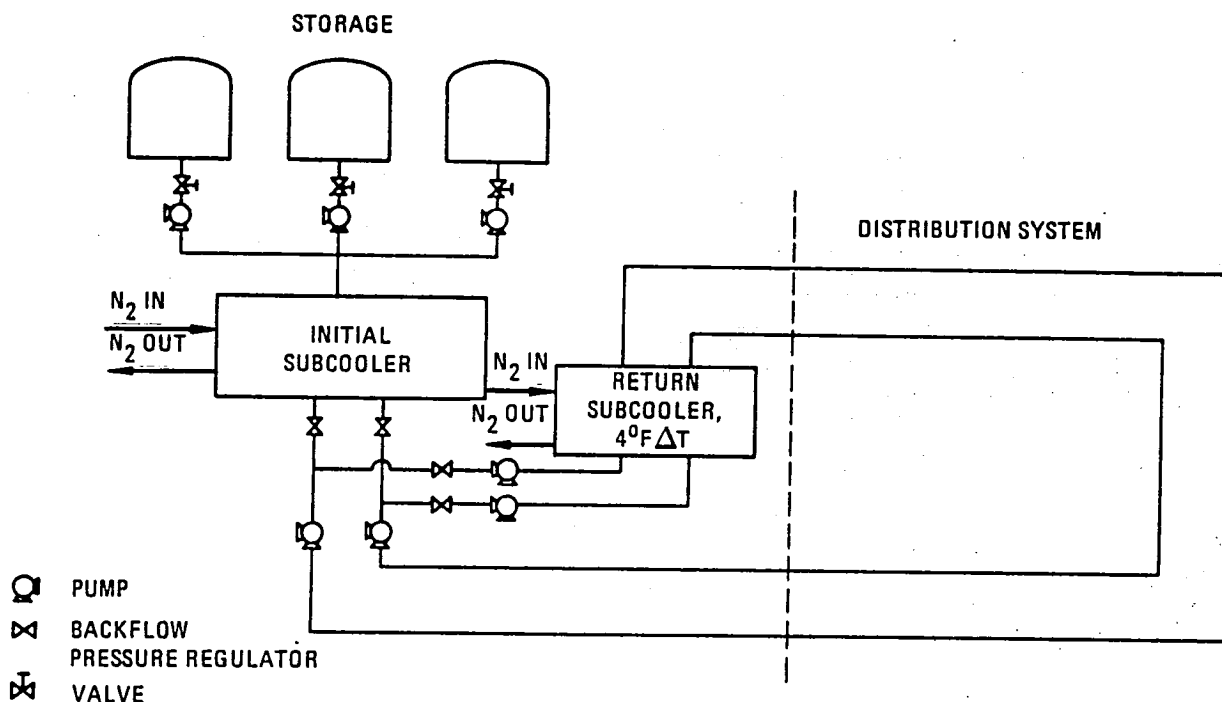 STORAGE
DISTRIBUTION SYSTEM
N2 IN
N2 OUT
INITIAL
SUBCOOLER
N2 IN
N2 OUT
RETURN
SUBCOOLER,
4⁰F ΔT
PUMP
BACKFLOW
PRESSURE REGULATOR
VALVE